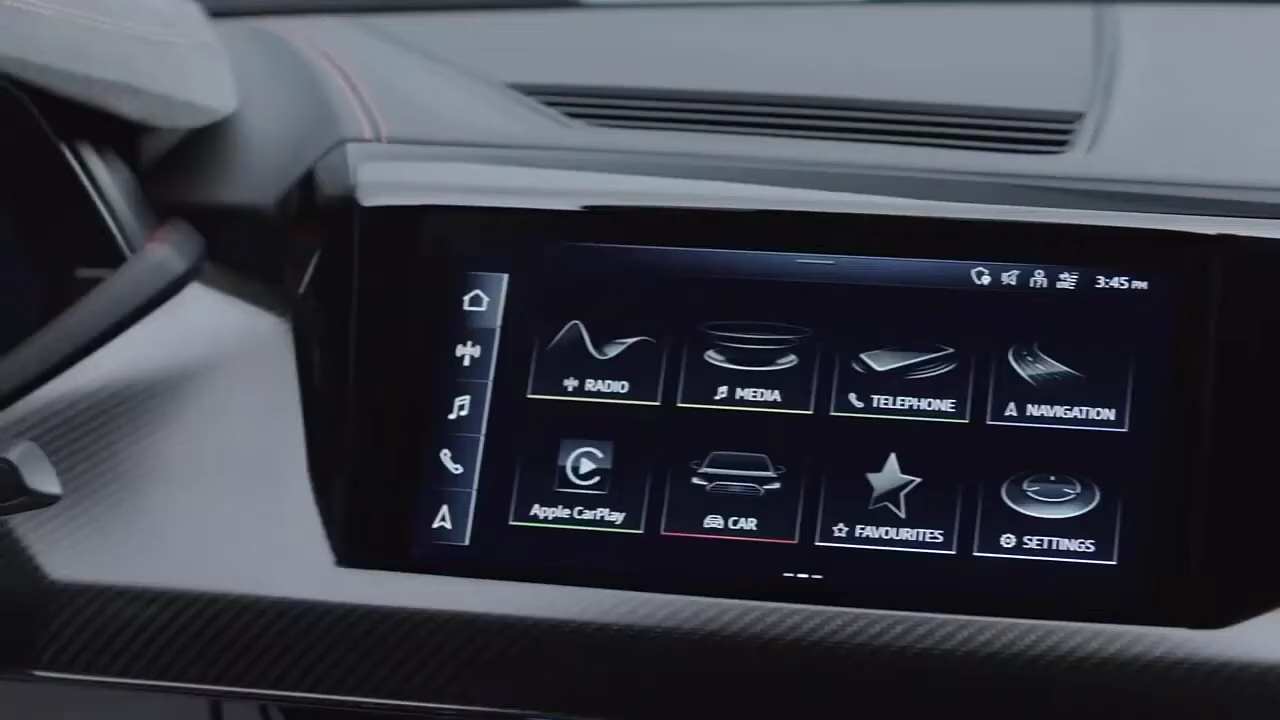 3:45 PM
RADIO
MEDIA
TELEPHONE
NAVIGATION
Apple CarPlay
CAR
FAVOURITES
SETTINGS